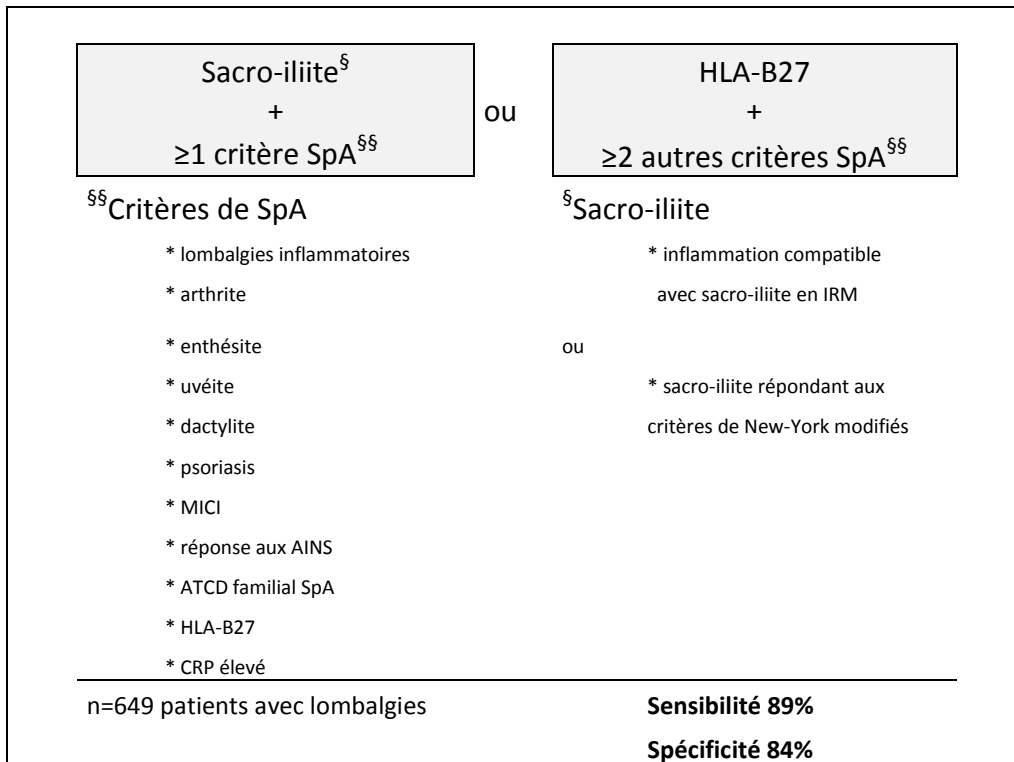 Sacro-iliite§
+
≥1 critère SpA§§
ou
HLA-B27
+
≥2 autres critères SpA§§
§§Critères de SpA
* lombalgies inflammatoires
* arthrite
* enthésite
* uvéite
* dactylite
* psoriasis
* MICI
* réponse aux AINS
* ATCD familial SpA
* HLA-B27
* CRP élevé
§Sacro-iliite
* inflammation compatible
avec sacro-iliite en IRM
ou
* sacro-iliite répondant aux
critères de New-York modifiés
n=649 patients avec lombalgies
Sensibilité 89%
Spécificité 84%